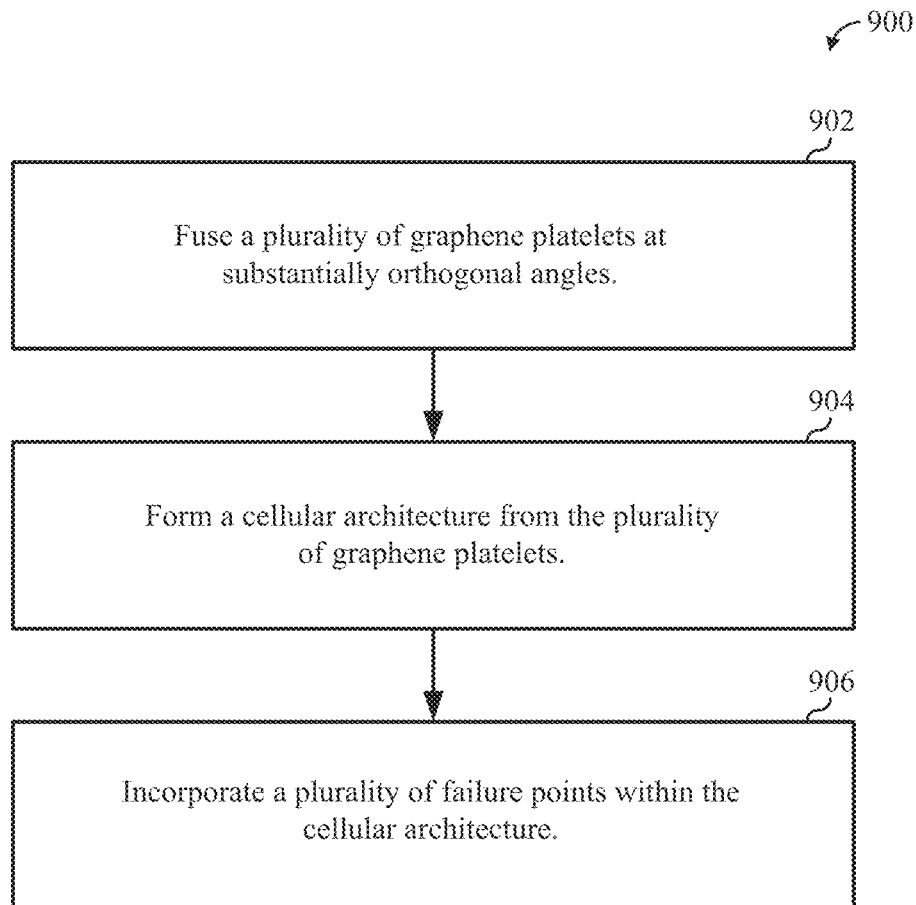 900
902
Fuse a plurality of graphene platelets at
substantially orthogonal angles.
904
Form a cellular architecture from the plurality
of graphene platelets.
906
Incorporate a plurality of failure points within the
cellular architecture.